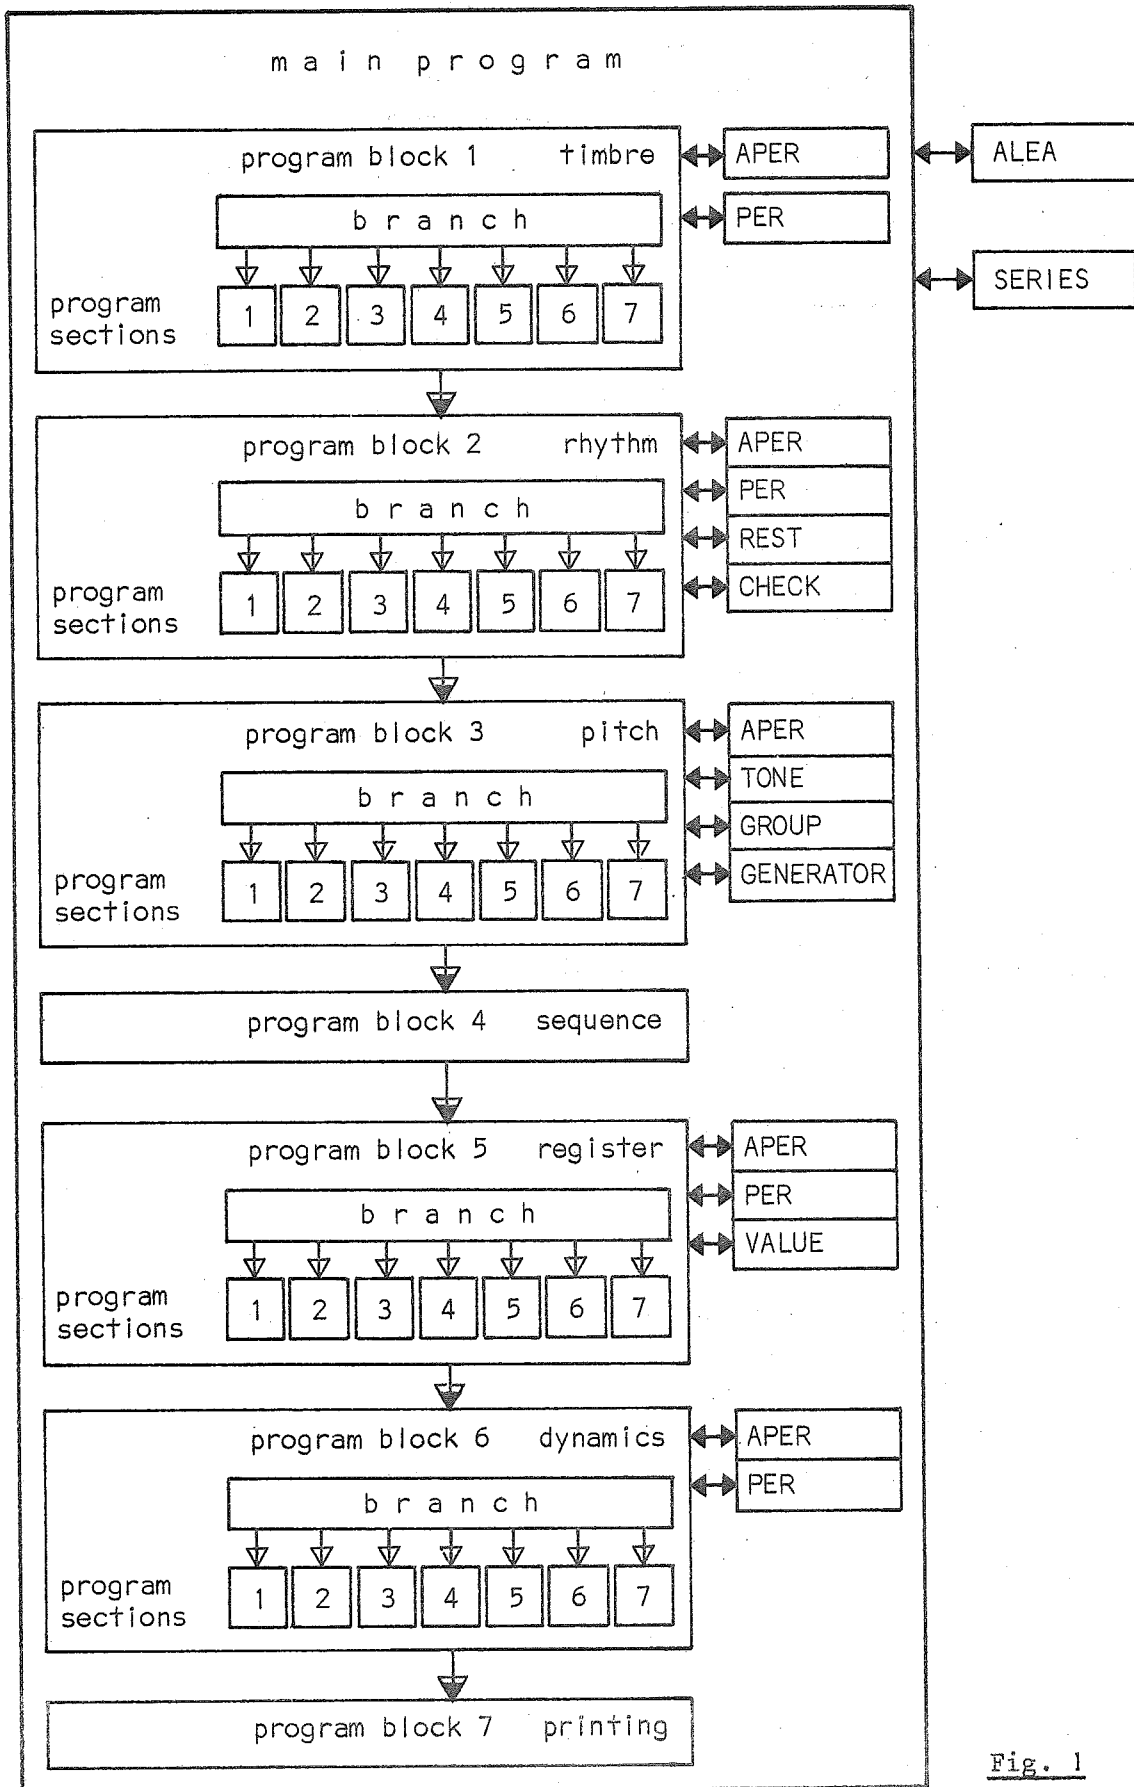 main program
program block 1 timbre
APER
ALEA
branch
PER
SERIES
program
sections
1 2 3 4 5 6 7
program block 2 rhythm
APER
branch
PER
REST
program
sections
CHECK
1 2 3 4 5 6 7
program block 3 pitch
APER
branch
TONE
GROUP
program
sections
GENERATOR
1 2 3 4 5 6 7
program block 4 sequence
program block 5 register
APER
branch
PER
VALUE
program
sections
1 2 3 4 5 6 7
program block 6 dynamics
APER
branch
PER
program
sections
1 2 3 4 5 6 7
program block 7 printing
Fig. 1